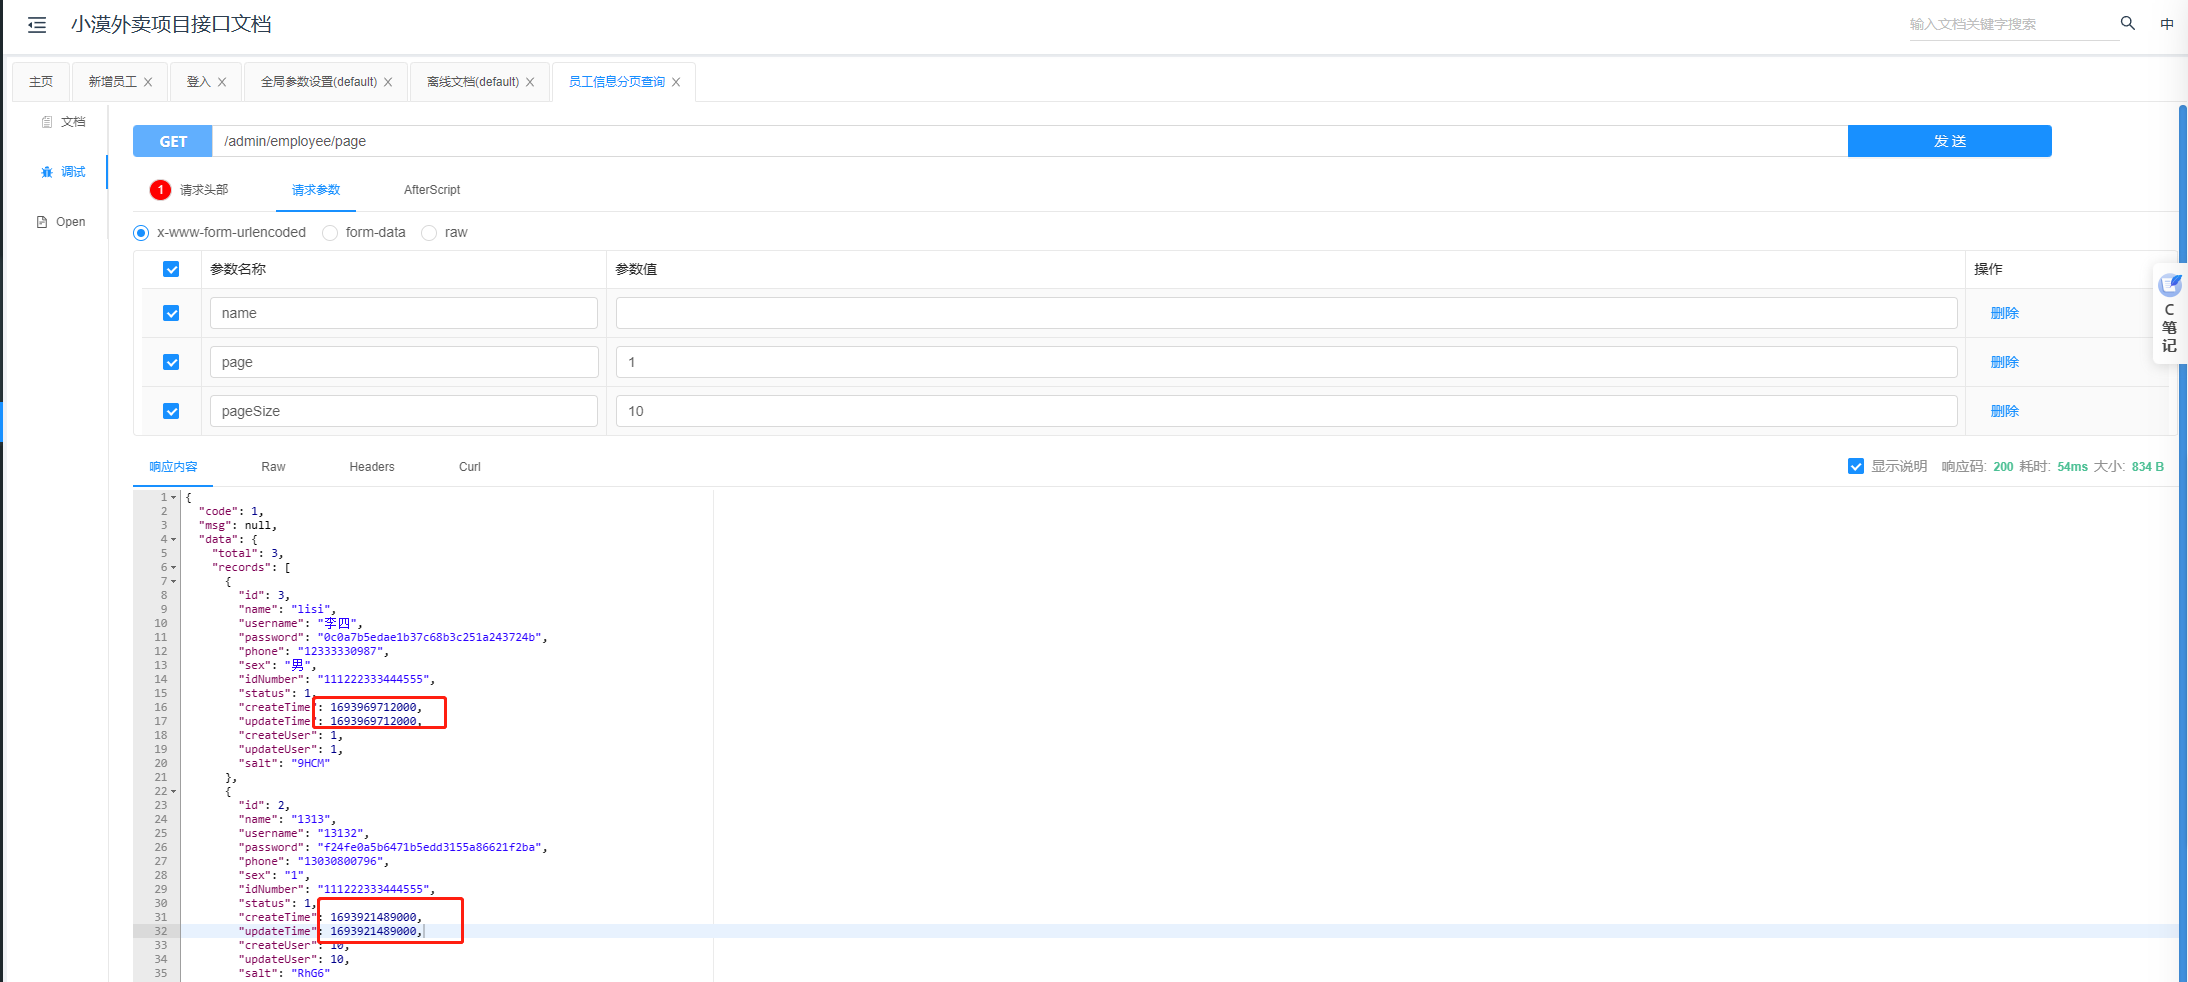 小漠外卖项目接口文档
输入文档关键字搜索
中
主页
新增员工
登入
全局参数设置(default)
离线文档(default)
员工信息分页查询
文档
调试
Open
GET
/admin/employee/page
发 送
1 请求头部
请求参数
AfterScript
x-www-form-urlencoded
form-data
raw
参数名称
参数值
操作
name
删除
page
1
删除
pageSize
10
删除
C
笔
记
响应内容
Raw
Headers
Curl
显示说明 响应码: 200 耗时: 54ms 大小: 834 B
1 {
2 "code": 1,
3 "msg": null,
4 "data": {
5 "total": 3,
6 "records": [
7 {
8 "id": 3,
9 "name": "lisi",
10 "username": "李四",
11 "password": "0c0a7b5edae1b37c68b3c251a243724b",
12 "phone": "12333330987",
13 "sex": "男",
14 "idNumber": "111222333444555",
15 "status": 1,
16 "createTime": 1693969712000,
17 "updateTime": 1693969712000,
18 "createUser": 1,
19 "updateUser": 1,
20 "salt": "9HCM"
21 },
22 {
23 "id": 2,
24 "name": "1313",
25 "username": "13132",
26 "password": "f24fe0a5b6471b5edd3155a86621f2ba",
27 "phone": "13030800796",
28 "sex": "1",
29 "idNumber": "111222333444555",
30 "status": 1,
31 "createTime": 1693921489000,
32 "updateTime": 1693921489000,
33 "createUser": 10,
34 "updateUser": 10,
35 "salt": "RhG6"